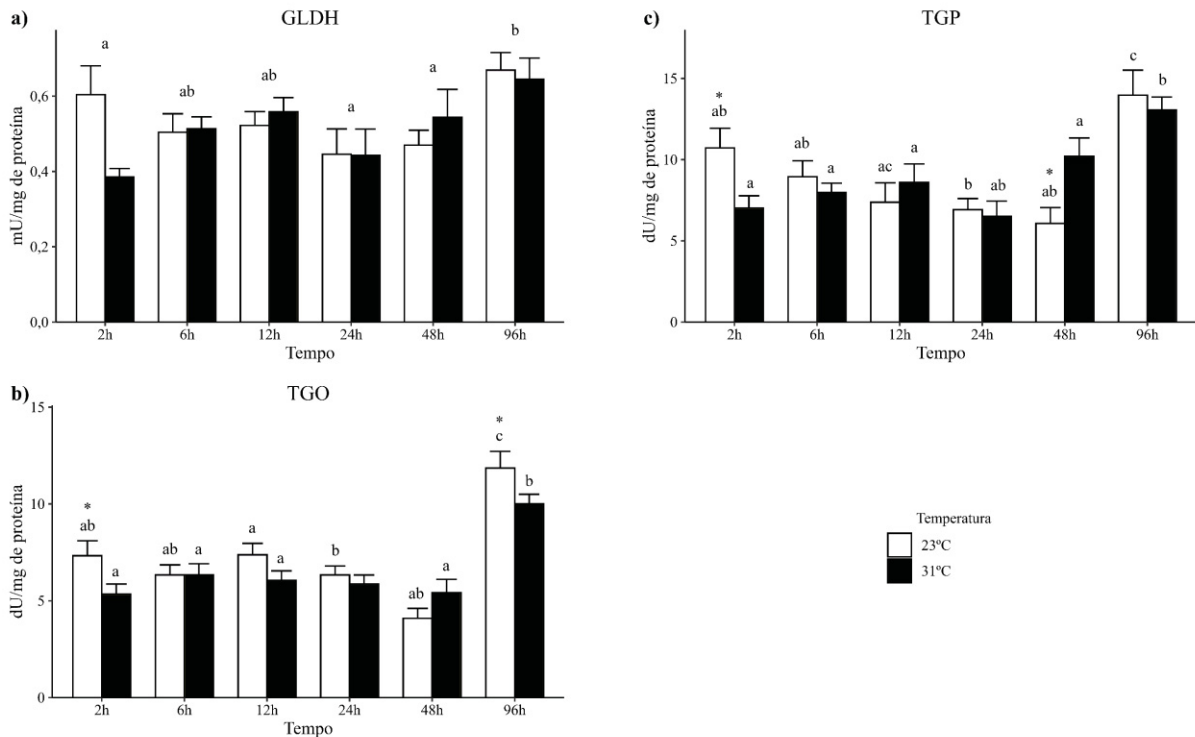 a)
GLDH
a
ab
ab
a
a
b
mU/mg de proteína
0,6
0,4
0,2
0,0
2h 6h 12h 24h 48h 96h
Tempo
c)
TGP
*
ab
a
ab
a
ac
a
b
ab
*
ab
a
c
b
dU/mg de proteína
15
10
5
0
2h 6h 12h 24h 48h 96h
Tempo
b)
TGO
*
ab
a
ab
a
a
a
b
ab
a
*
c
b
dU/mg de proteína
15
10
5
0
2h 6h 12h 24h 48h 96h
Tempo
Temperatura
23ºC
31ºC